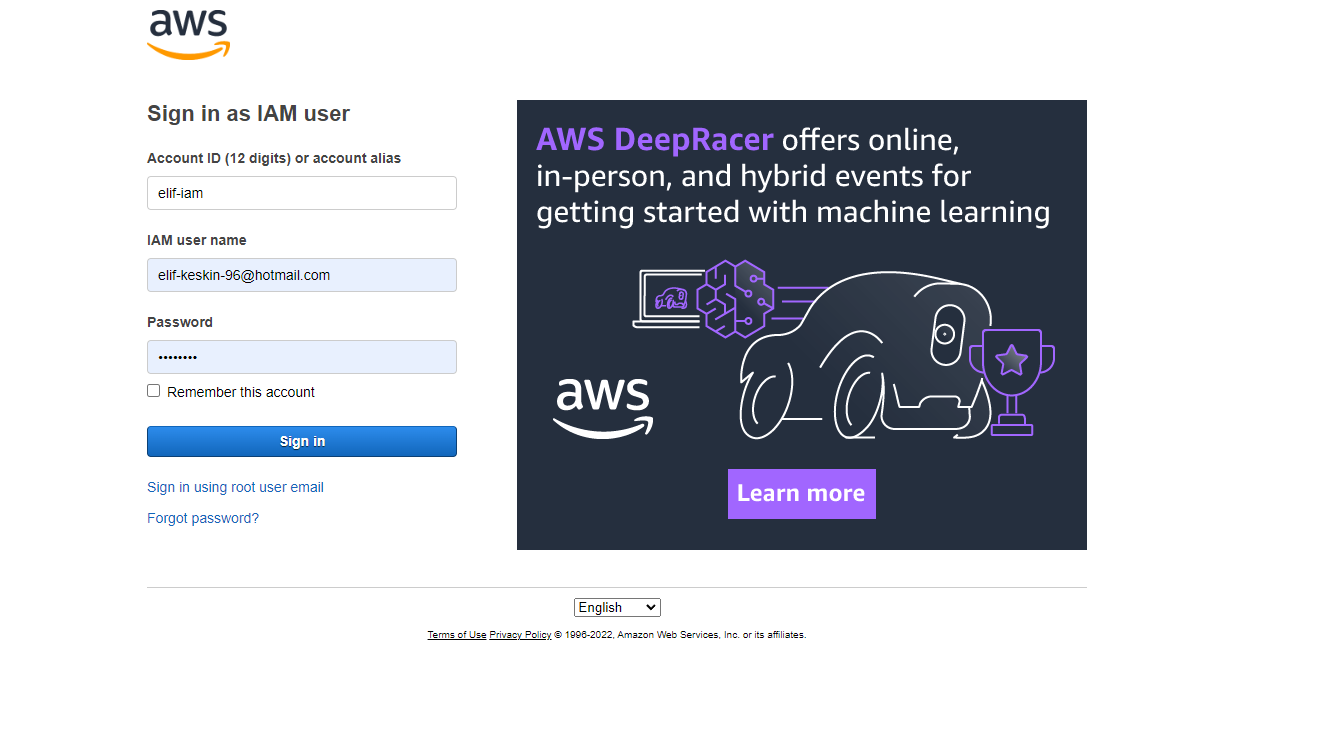 aws
Sign in as IAM user
Account ID (12 digits) or account alias
elif-iam
IAM user name
elif-keskin-96@hotmail.com
Password
••••••••
Remember this account
Sign in
Sign in using root user email
Forgot password?
AWS DeepRacer offers online,
in-person, and hybrid events for
getting started with machine learning
aws
Learn more
English
Terms of Use Privacy Policy © 1996-2022, Amazon Web Services, Inc. or its affiliates.